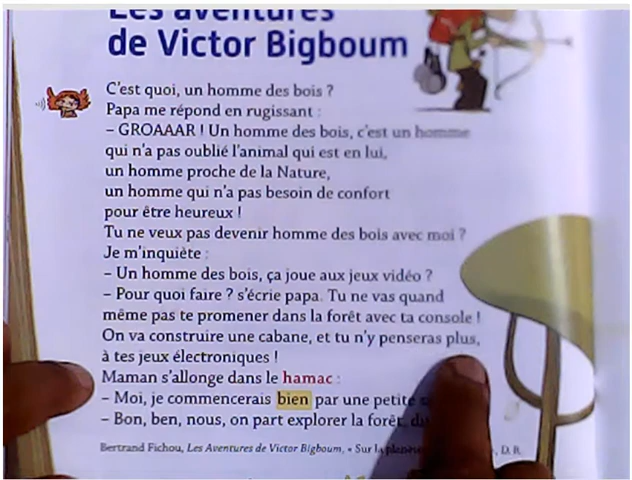 Les aventures
de Victor Bigboum
C'est quoi, un homme des bois ?
Papa me répond en rugissant :
– GROAAAR ! Un homme des bois, c'est un homme
qui n'a pas oublié l'animal qui est en lui,
un homme proche de la Nature,
un homme qui n'a pas besoin de confort
pour être heureux !
Tu ne veux pas devenir homme des bois avec moi ?
Je m'inquiète :
– Un homme des bois, ça joue aux jeux vidéo ?
– Pour quoi faire ? s'écrie papa. Tu ne vas quand
même pas te promener dans la forêt avec ta console !
On va construire une cabane, et tu n'y penseras plus,
à tes jeux électroniques !
Maman s'allonge dans le hamac :
– Moi, je commencerais bien par une petite
– Bon, ben, nous, on part explorer la forêt,
Bertrand Fichou, Les Aventures de Victor Bigboum, « Sur la D. R.